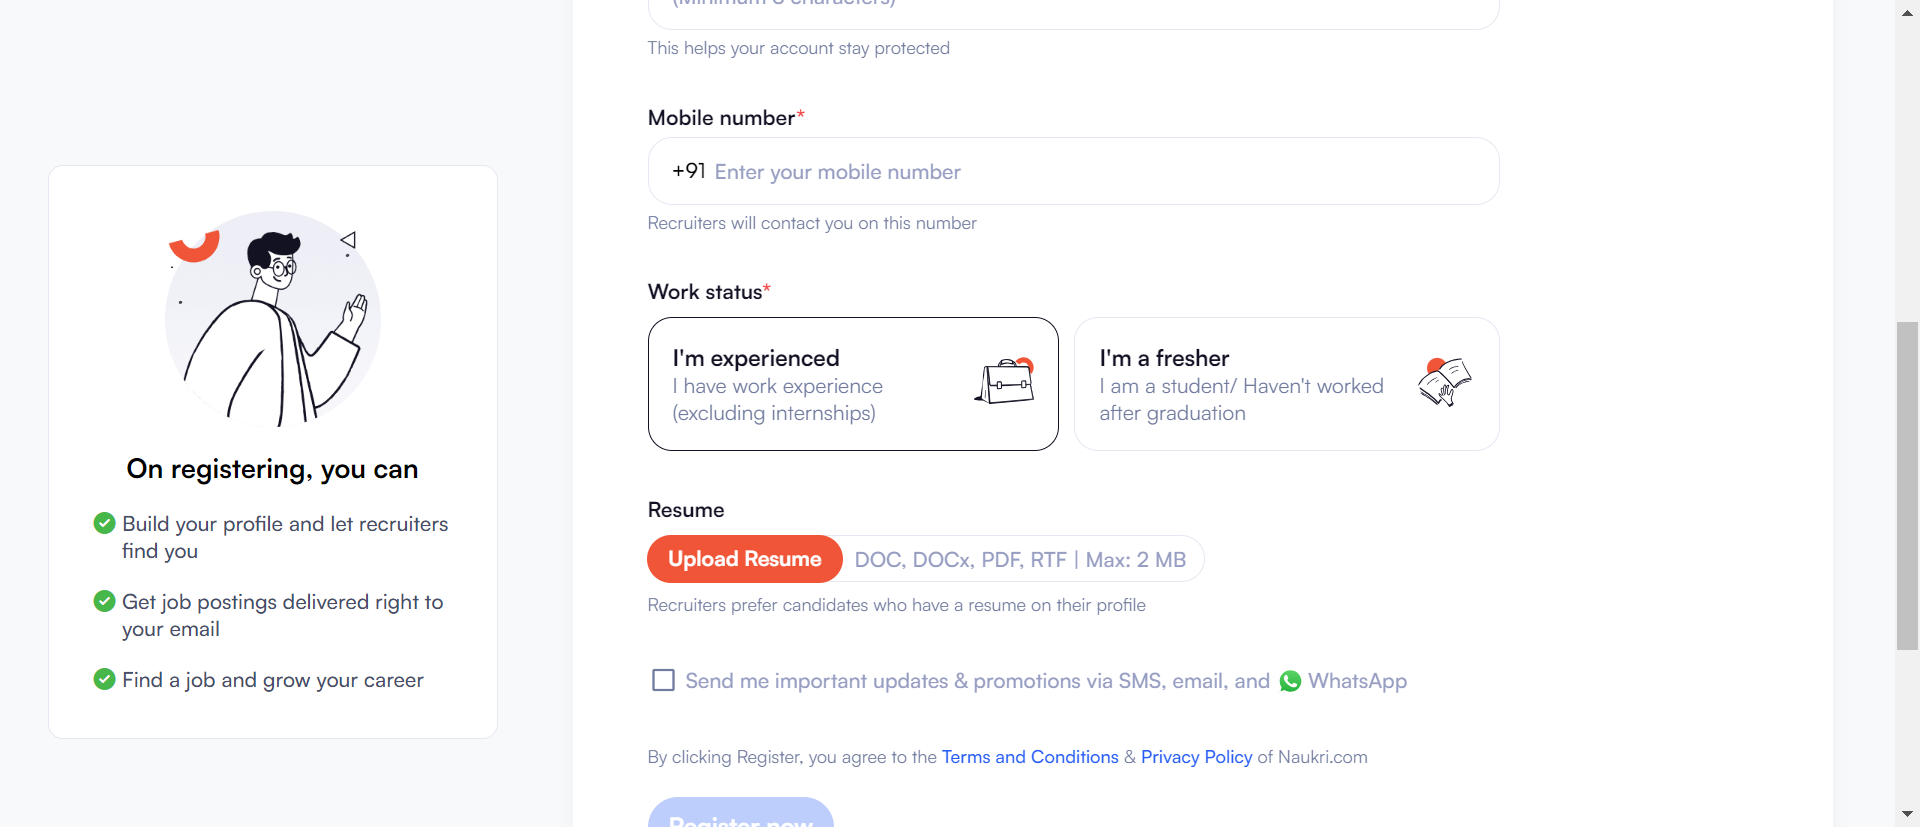 On registering, you can
Build your profile and let recruiters
find you
Get job postings delivered right to
your email
Find a job and grow your career
This helps your account stay protected
Mobile number*
+91 Enter your mobile number
Recruiters will contact you on this number
Work status*
I'm experienced
I have work experience
(excluding internships)
I'm a fresher
I am a student/ Haven't worked
after graduation
Resume
Upload Resume DOC, DOCx, PDF, RTF | Max: 2 MB
Recruiters prefer candidates who have a resume on their profile
Send me important updates & promotions via SMS, email, and WhatsApp
By clicking Register, you agree to the Terms and Conditions & Privacy Policy of Naukri.com
Register now